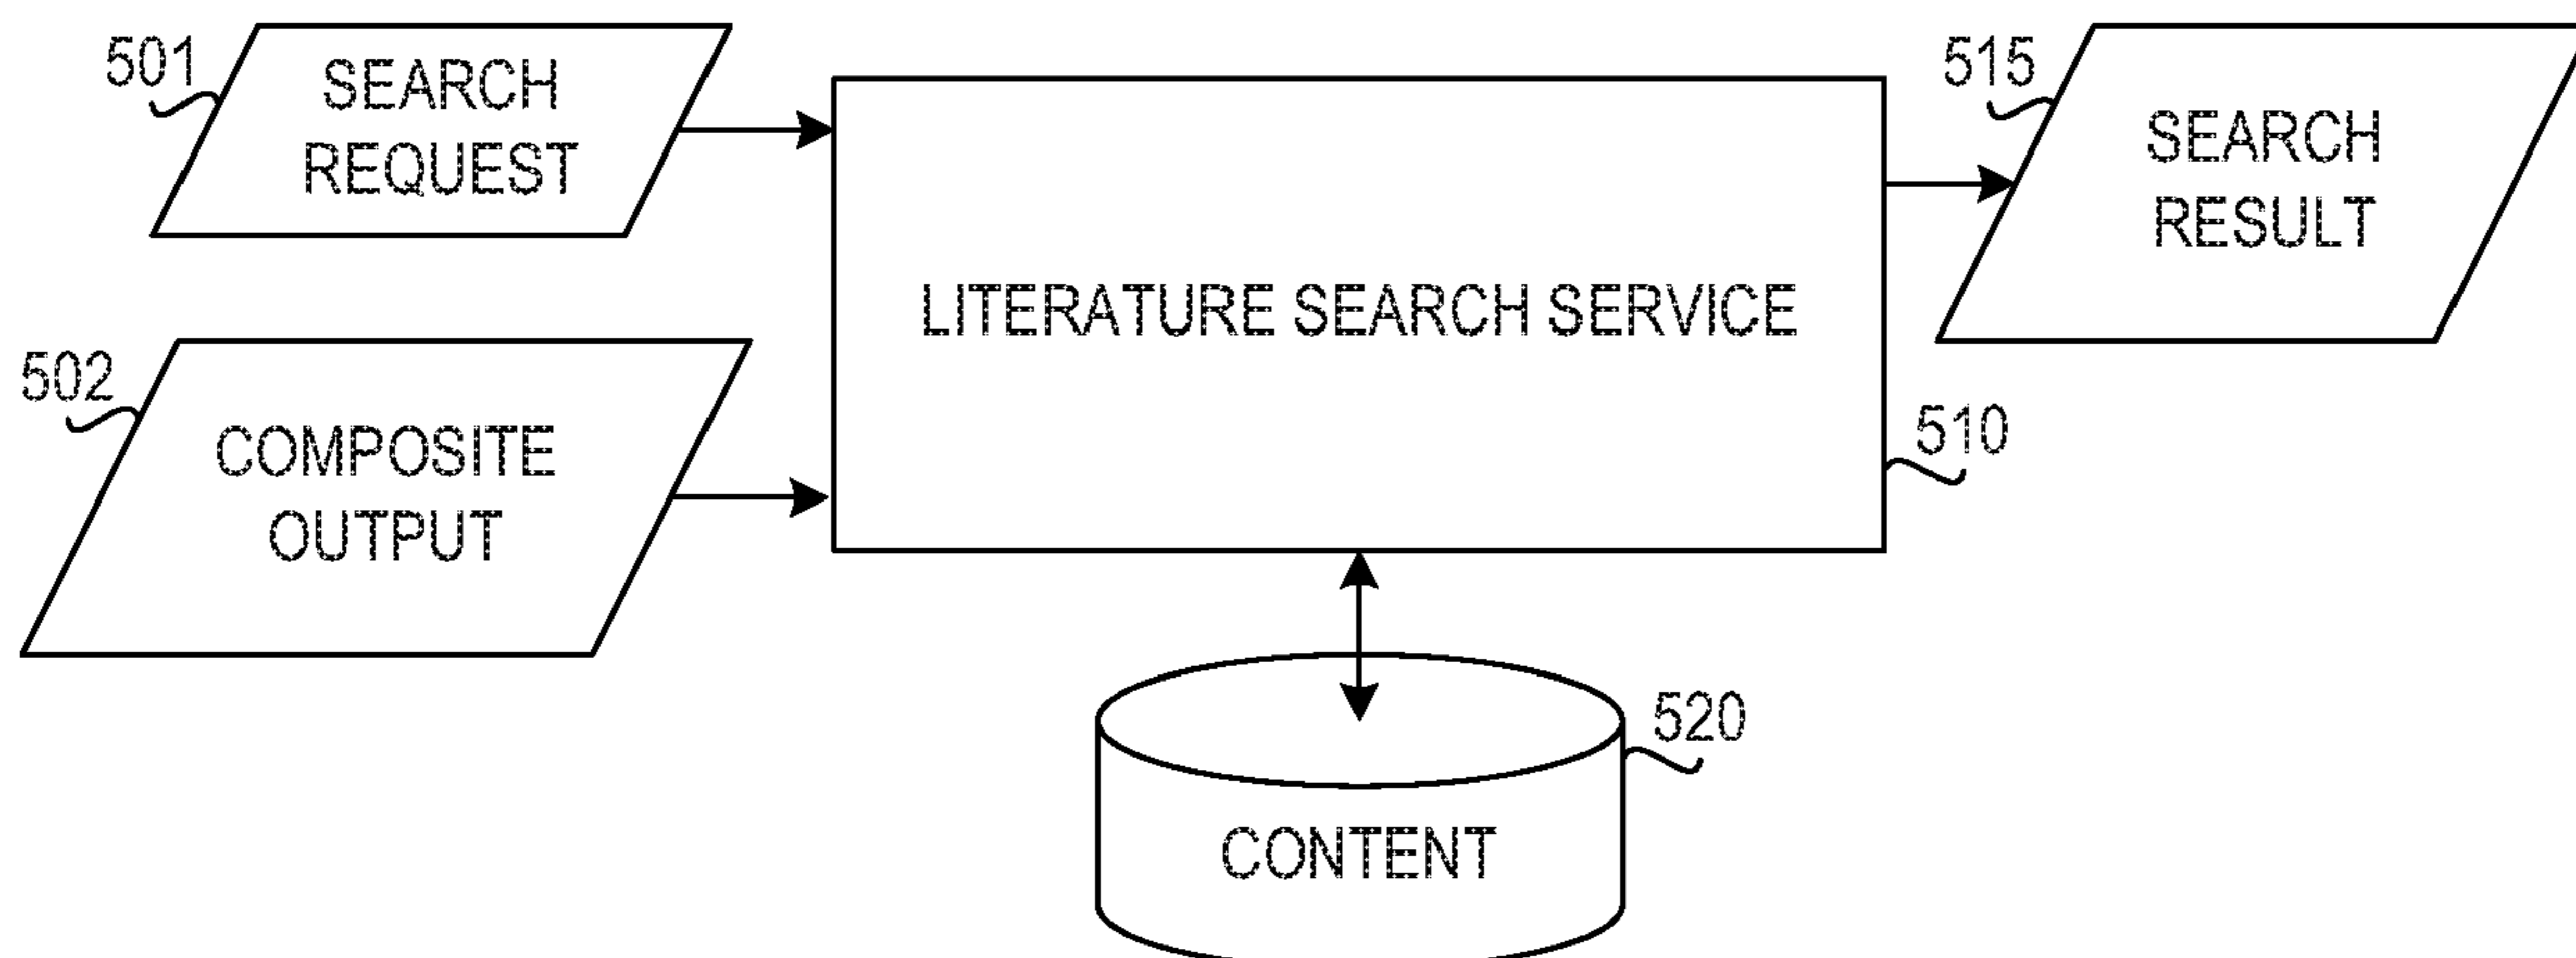 501
SEARCH
REQUEST
502
COMPOSITE
OUTPUT
LITERATURE SEARCH SERVICE
510
515
SEARCH
RESULT
520
CONTENT